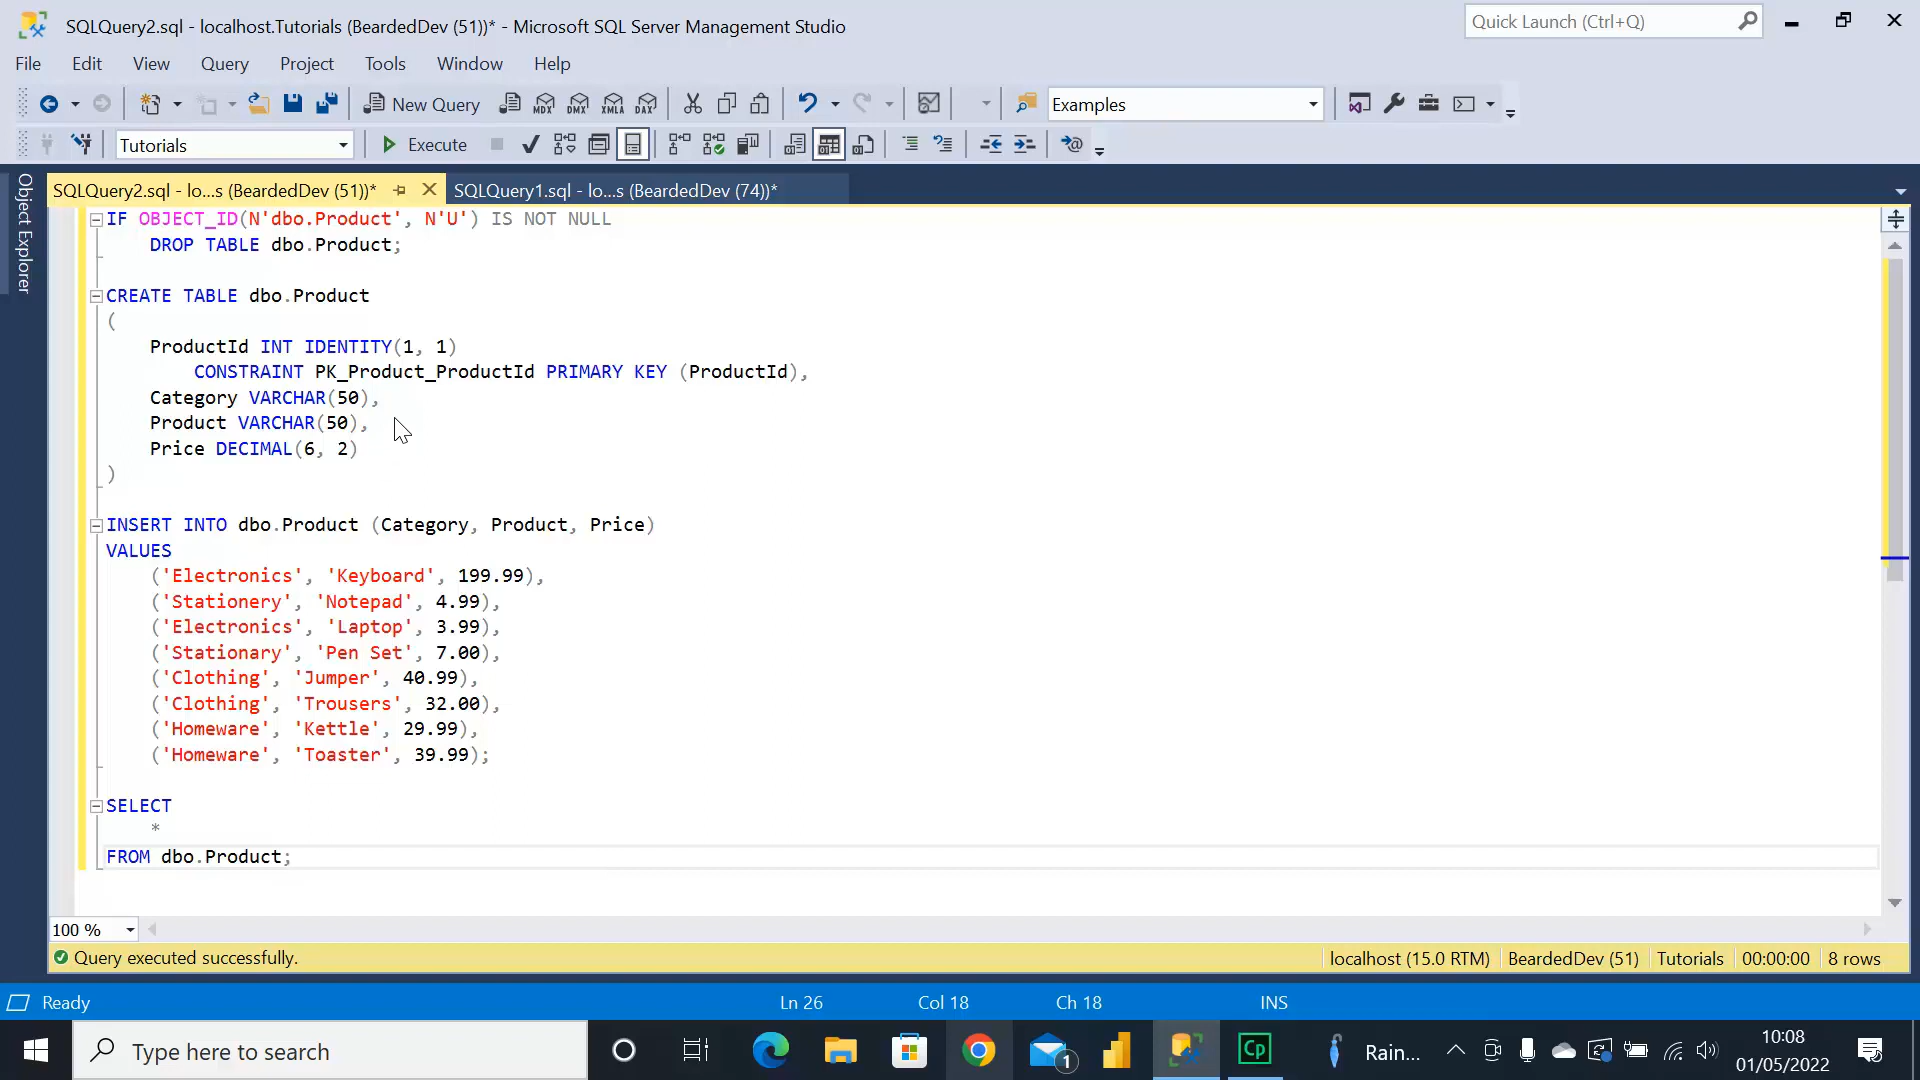 SQLQuery2.sql - localhost.Tutorials (BeardedDev (51))* - Microsoft SQL Server Management Studio
Quick Launch (Ctrl+Q)
File Edit View Query Project Tools Window Help
New Query MDX DMX XMLA DAX Examples
Tutorials Execute
Object Explorer
SQLQuery2.sql - lo...s (BeardedDev (51))* SQLQuery1.sql - lo...s (BeardedDev (74))*
IF OBJECT_ID(N'dbo.Product', N'U') IS NOT NULL
DROP TABLE dbo.Product;
CREATE TABLE dbo.Product
(
ProductId INT IDENTITY(1, 1)
CONSTRAINT PK_Product_ProductId PRIMARY KEY (ProductId),
Category VARCHAR(50),
Product VARCHAR(50),
Price DECIMAL(6, 2)
)
INSERT INTO dbo.Product (Category, Product, Price)
VALUES
('Electronics', 'Keyboard', 199.99),
('Stationery', 'Notepad', 4.99),
('Electronics', 'Laptop', 3.99),
('Stationary', 'Pen Set', 7.00),
('Clothing', 'Jumper', 40.99),
('Clothing', 'Trousers', 32.00),
('Homeware', 'Kettle', 29.99),
('Homeware', 'Toaster', 39.99);
SELECT
*
FROM dbo.Product;
100 %
Query executed successfully. localhost (15.0 RTM) BeardedDev (51) Tutorials 00:00:00 8 rows
Ready Ln 26 Col 18 Ch 18 INS
Type here to search 1 Cp Rain... 10:08
01/05/2022